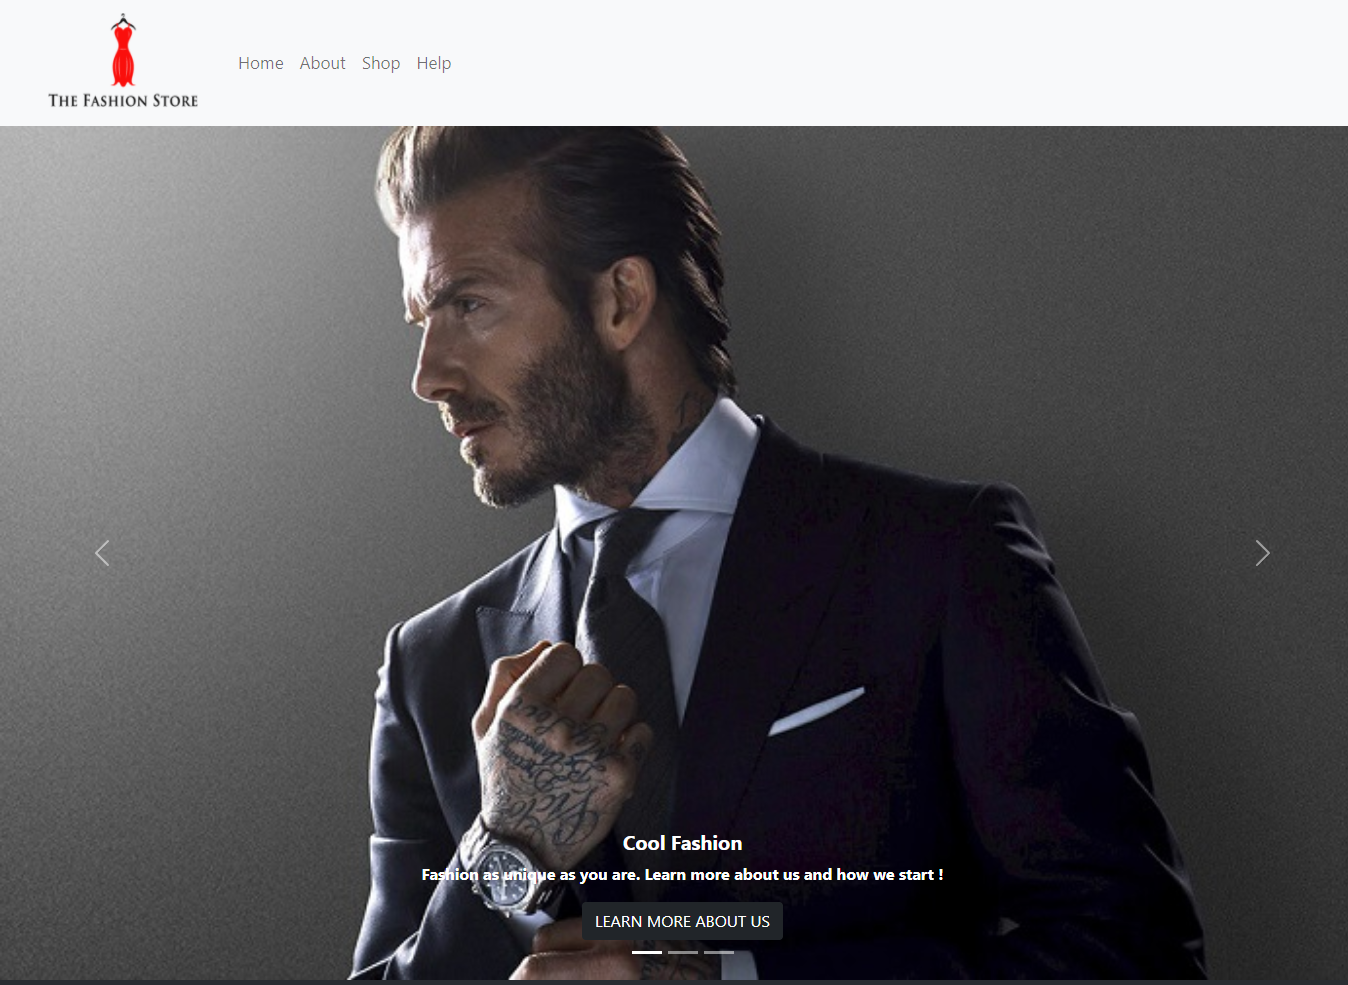 THE FASHION STORE
Home About Shop Help
Cool Fashion
Fashion as unique as you are. Learn more about us and how we start !
LEARN MORE ABOUT US